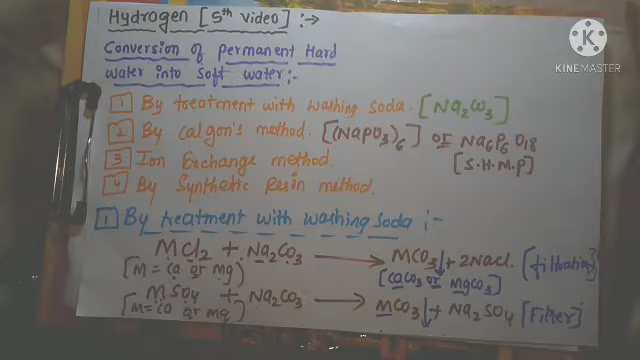 Hydrogen [5th video] :→
Conversion of permanent Hard
water into soft water:-
1 By treatment with washing soda. [Na2CO3]
2 By calgon's method. [(NaPO3)6] or Na6P6O18
[S.H.M.P]
3 Ion Exchange method.
4 By Synthetic Resin method.
1 By treatment with washing soda :-
MCl2 + Na2CO3 → MCO3↓ + 2NaCl. [filtration]
[M = Ca or Mg] [CaCO3 or MgCO3]
MSO4 + Na2CO3 → MCO3↓ + Na2SO4 [Filter]
[M = Ca or Mg]
K
KINEMASTER